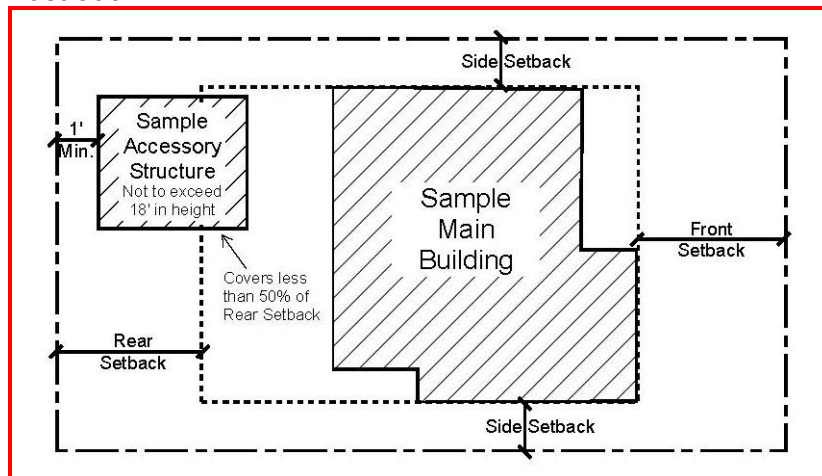 Side Setback
1'
Min.
Sample
Accessory
Structure
Not to exceed
18' in height
Sample
Main
Building
Front
Setback
Covers less
than 50% of
Rear Setback
Rear
Setback
Side Setback